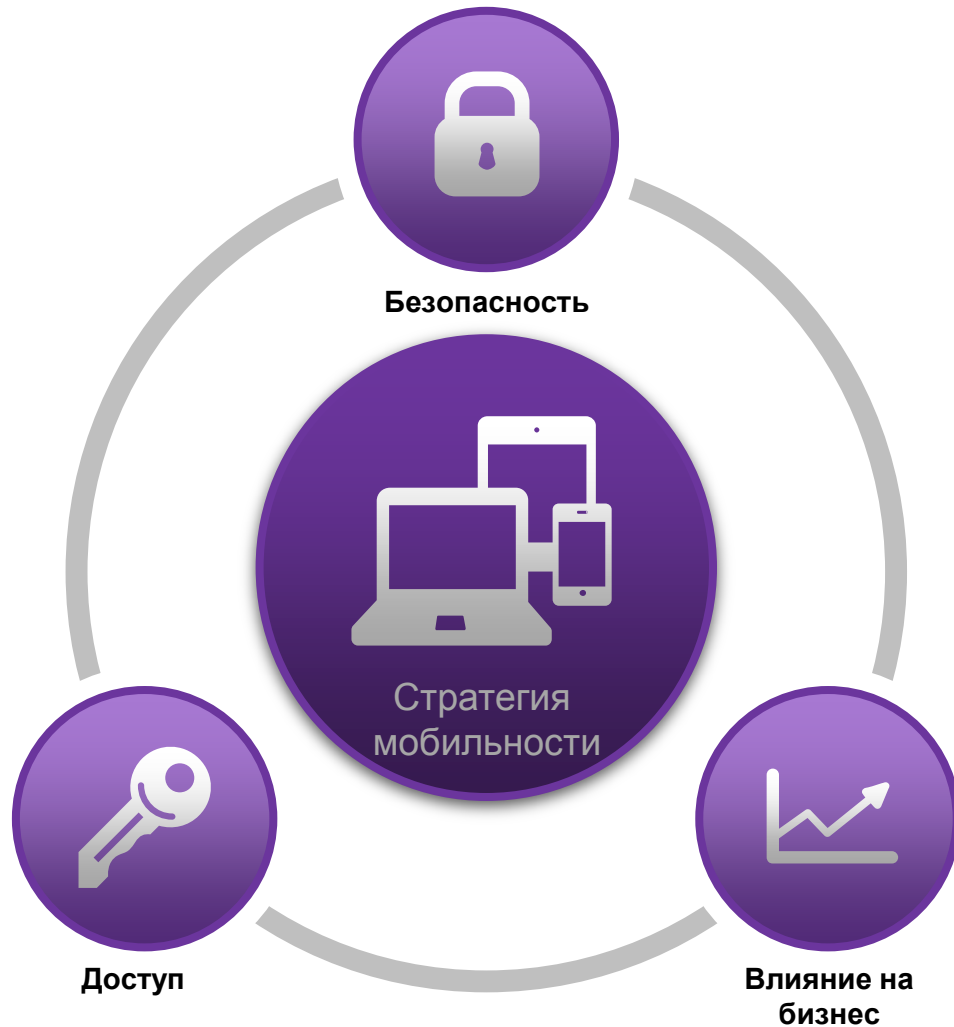 Безопасность
Стратегия
мобильности
Доступ
Влияние на
бизнес